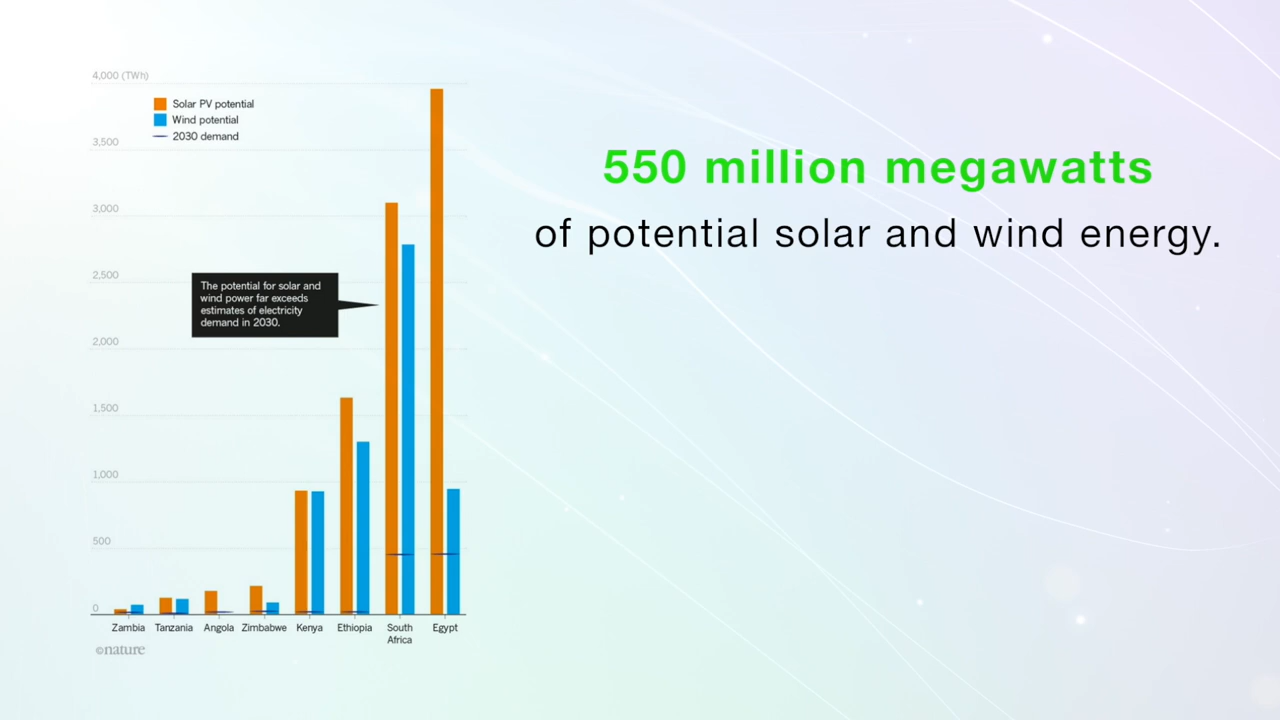 4,000 (TWh)
Solar PV potential
Wind potential
2030 demand
3,500
3,000
2,500
2,000
1,500
1,000
500
0
The potential for solar and
wind power far exceeds
estimates of electricity
demand in 2030.
Zambia Tanzania Angola Zimbabwe Kenya Ethiopia South Egypt
Africa
©nature
550 million megawatts
of potential solar and wind energy.